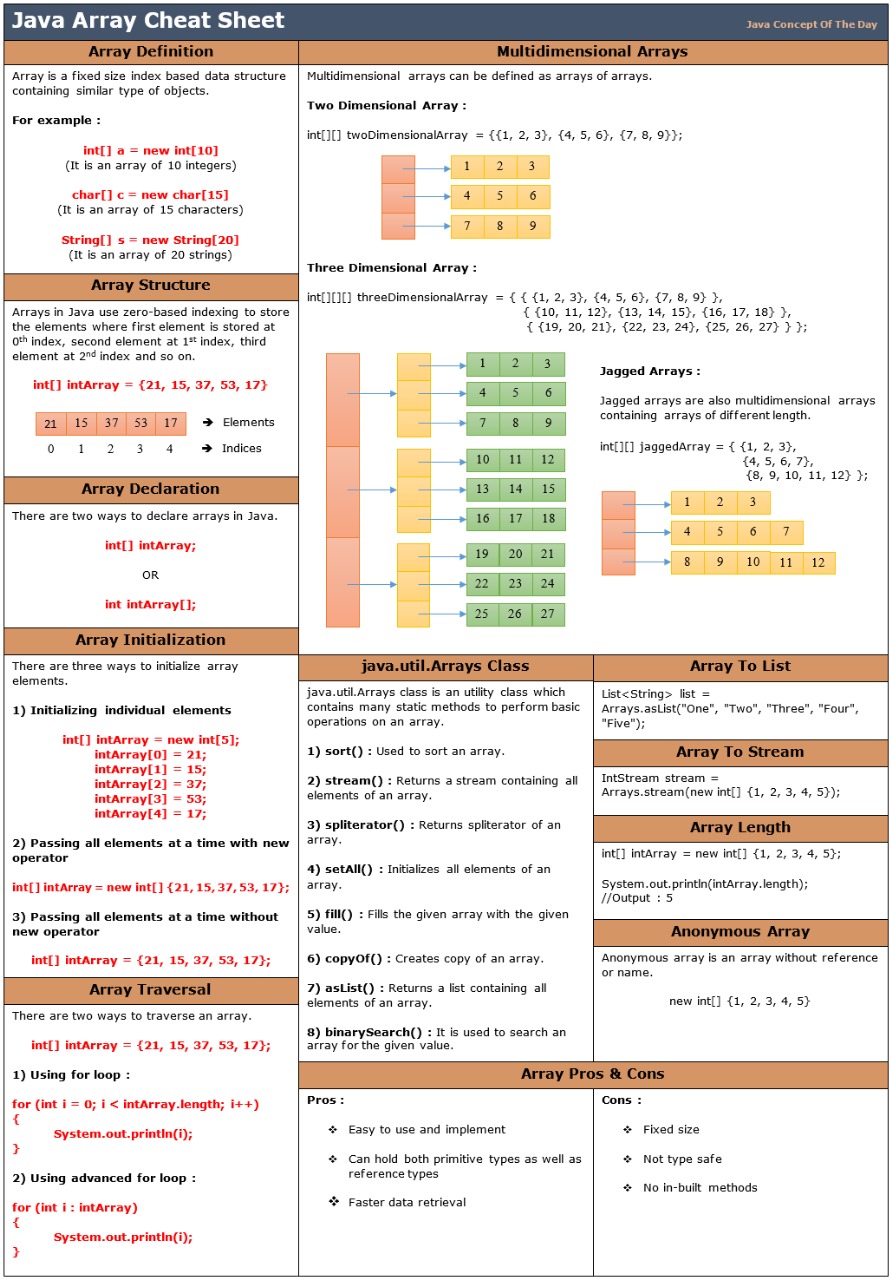 Java Array Cheat Sheet
Java Concept Of The Day
Array Definition
Array is a fixed size index based data structure
containing similar type of objects.
For example :
int[] a = new int[10]
(It is an array of 10 integers)
char[] c = new char[15]
(It is an array of 15 characters)
String[] s = new String[20]
(It is an array of 20 strings)
Array Structure
Arrays in Java use zero-based indexing to store
the elements where first element is stored at
0th index, second element at 1st index, third
element at 2nd index and so on.
int[] intArray = {21, 15, 37, 53, 17}
21 15 37 53 17 ➔ Elements
0 1 2 3 4 ➔ Indices
Array Declaration
There are two ways to declare arrays in Java.
int[] intArray;
OR
int intArray[];
Array Initialization
There are three ways to initialize array
elements.
1) Initializing individual elements
int[] intArray = new int[5];
intArray[0] = 21;
intArray[1] = 15;
intArray[2] = 37;
intArray[3] = 53;
intArray[4] = 17;
2) Passing all elements at a time with new
operator
int[] intArray = new int[] {21, 15, 37, 53, 17};
3) Passing all elements at a time without
new operator
int[] intArray = {21, 15, 37, 53, 17};
Array Traversal
There are two ways to traverse an array.
int[] intArray = {21, 15, 37, 53, 17};
1) Using for loop :
for (int i = 0; i < intArray.length; i++)
{
System.out.println(i);
}
2) Using advanced for loop :
for (int i : intArray)
{
System.out.println(i);
}
Multidimensional Arrays
Multidimensional arrays can be defined as arrays of arrays.
Two Dimensional Array :
int[][] twoDimensionalArray = {{1, 2, 3}, {4, 5, 6}, {7, 8, 9}};
1 2 3
4 5 6
7 8 9
Three Dimensional Array :
int[][][] threeDimensionalArray = { { {1, 2, 3}, {4, 5, 6}, {7, 8, 9} },
{ {10, 11, 12}, {13, 14, 15}, {16, 17, 18} },
{ {19, 20, 21}, {22, 23, 24}, {25, 26, 27} } };
1 2 3
4 5 6
7 8 9
10 11 12
13 14 15
16 17 18
19 20 21
22 23 24
25 26 27
Jagged Arrays :
Jagged arrays are also multidimensional arrays
containing arrays of different length.
int[][] jaggedArray = { {1, 2, 3},
{4, 5, 6, 7},
{8, 9, 10, 11, 12} };
1 2 3
4 5 6 7
8 9 10 11 12
java.util.Arrays Class
java.util.Arrays class is an utility class which
contains many static methods to perform basic
operations on an array.
1) sort() : Used to sort an array.
2) stream() : Returns a stream containing all
elements of an array.
3) spliterator() : Returns spliterator of an
array.
4) setAll() : Initializes all elements of an
array.
5) fill() : Fills the given array with the given
value.
6) copyOf() : Creates copy of an array.
7) asList() : Returns a list containing all
elements of an array.
8) binarySearch() : It is used to search an
array for the given value.
Array To List
List<String> list =
Arrays.asList("One", "Two", "Three", "Four",
"Five");
Array To Stream
IntStream stream =
Arrays.stream(new int[] {1, 2, 3, 4, 5});
Array Length
int[] intArray = new int[] {1, 2, 3, 4, 5};
System.out.println(intArray.length);
//Output : 5
Anonymous Array
Anonymous array is an array without reference
or name.
new int[] {1, 2, 3, 4, 5}
Array Pros & Cons
Pros :
❖ Easy to use and implement
❖ Can hold both primitive types as well as
reference types
❖ Faster data retrieval
Cons :
❖ Fixed size
❖ Not type safe
❖ No in-built methods